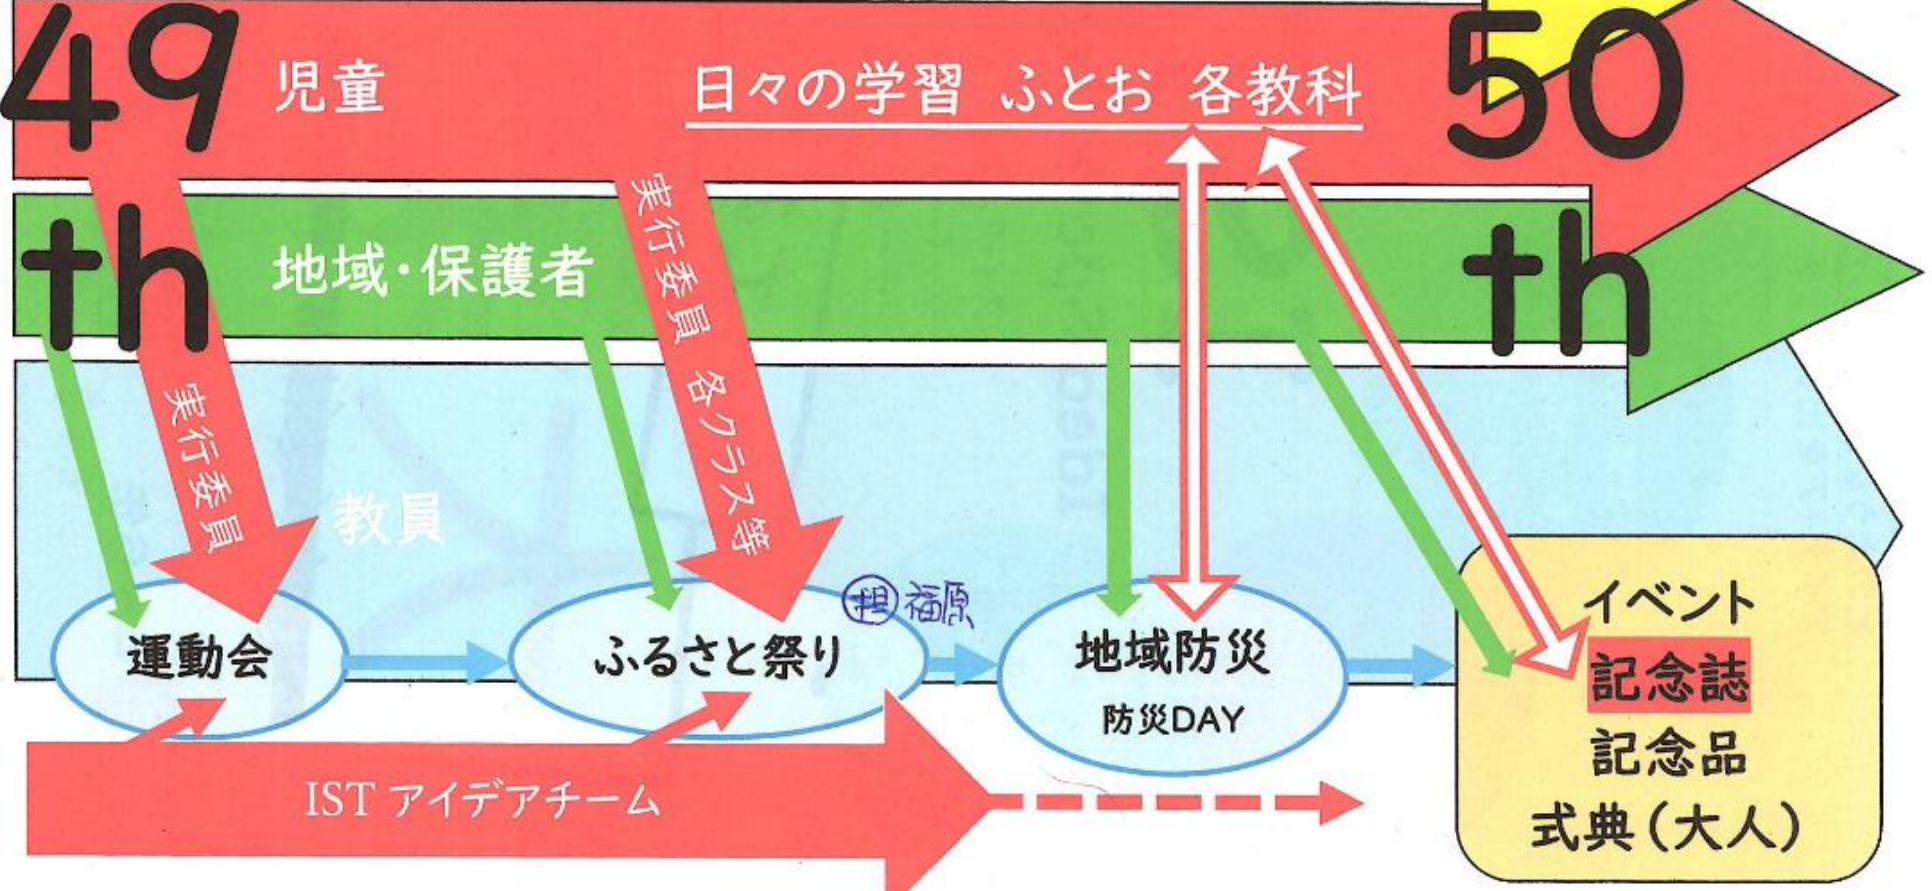 49
th
児童
日々の学習 ふとお 各教科
50
th
地域・保護者
実行委員
実行委員 各クラス等
教員
担 福原
運動会
ふるさと祭り
地域防災
防災DAY
イベント
記念誌
記念品
式典(大人)
IST アイデアチーム